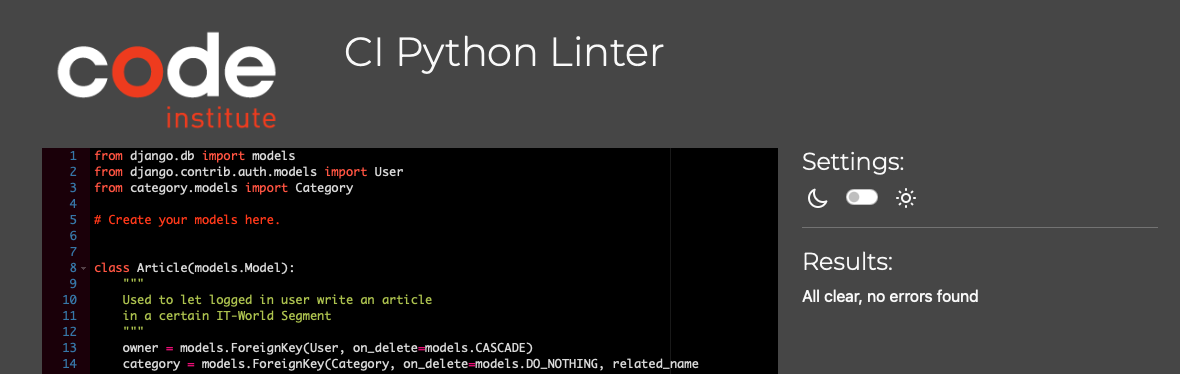 code
institute
CI Python Linter
1 from django.db import models
2 from django.contrib.auth.models import User
3 from category.models import Category
4
5 # Create your models here.
6
7
8 class Article(models.Model):
9 """
10 Used to let logged in user write an article
11 in a certain IT-World Segment
12 """
13 owner = models.ForeignKey(User, on_delete=models.CASCADE)
14 category = models.ForeignKey(Category, on_delete=models.DO_NOTHING, related_name
Settings:
Results:
All clear, no errors found